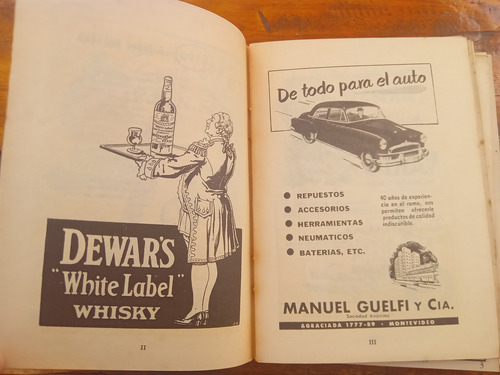 DEWAR'S
"White Label"
WHISKY
II
De todo para el auto
REPUESTOS
ACCESORIOS
HERRAMIENTAS
NEUMATICOS
BATERIAS, ETC.
40 años de experien-
cia en el ramo, nos
permiten ofrecerle
productos de calidad
indiscutible.
MANUEL GUELFI Y CIA.
Sociedad Anónima
AGRACIADA 1777-89 - MONTEVIDEO
III